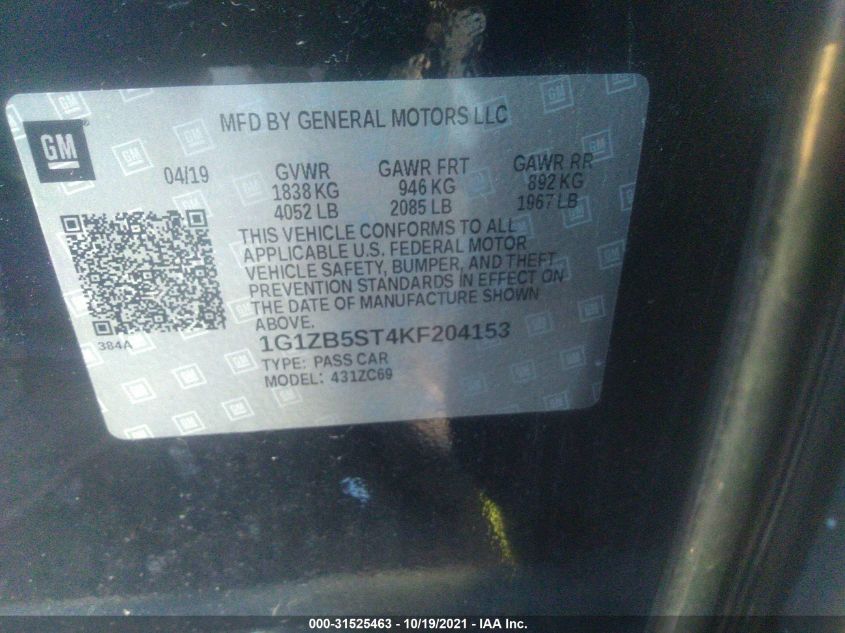 MFD BY GENERAL MOTORS LLC
GM
04/19 GVWR GAWR FRT GAWR RR
1838 KG 946 KG 892 KG
4052 LB 2085 LB 1967 LB
THIS VEHICLE CONFORMS TO ALL
APPLICABLE U.S. FEDERAL MOTOR
VEHICLE SAFETY, BUMPER, AND THEFT
PREVENTION STANDARDS IN EFFECT ON
THE DATE OF MANUFACTURE SHOWN
ABOVE.
384A
1G1ZB5ST4KF204153
TYPE: PASS CAR
MODEL: 431ZC69
000-31525463 - 10/19/2021 - IAA Inc.